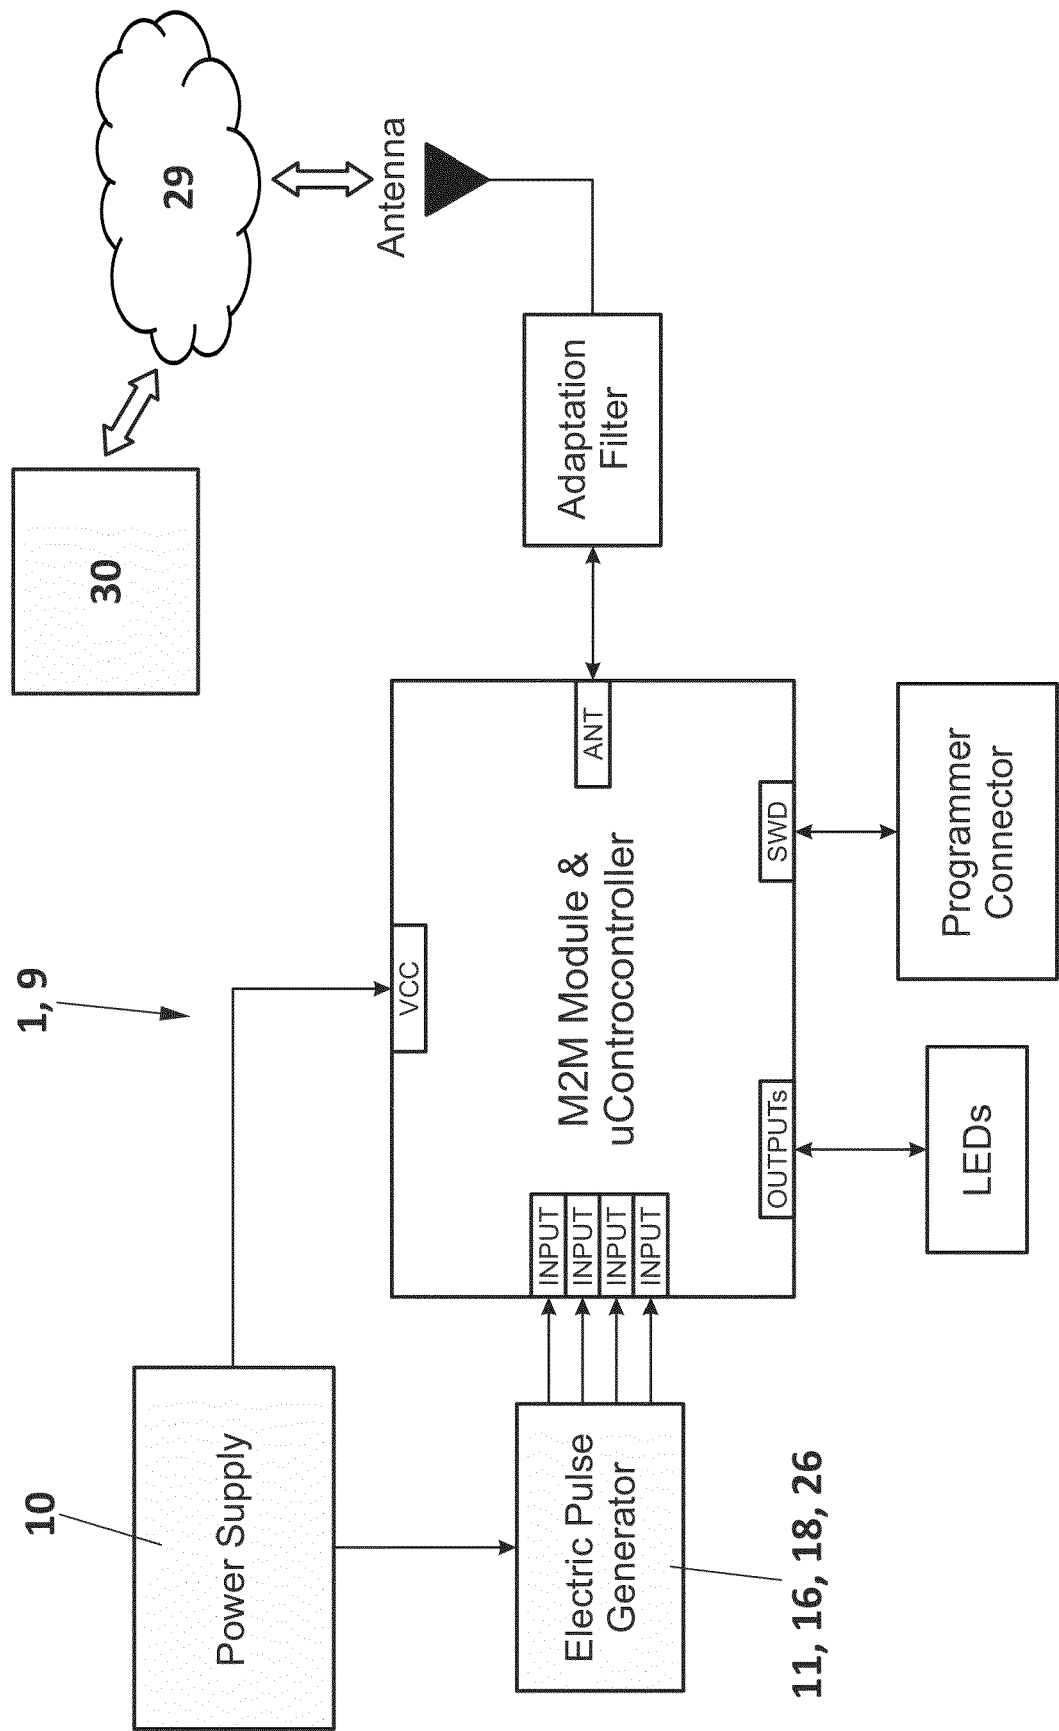 10
Power Supply
1, 9
30
29
Antenna
VCC
Electric Pulse
Generator
11, 16, 18, 26
INPUT
INPUT
INPUT
INPUT
M2M Module &
uControcontroller
ANT
Adaptation
Filter
OUTPUTs
SWD
LEDs
Programmer
Connector